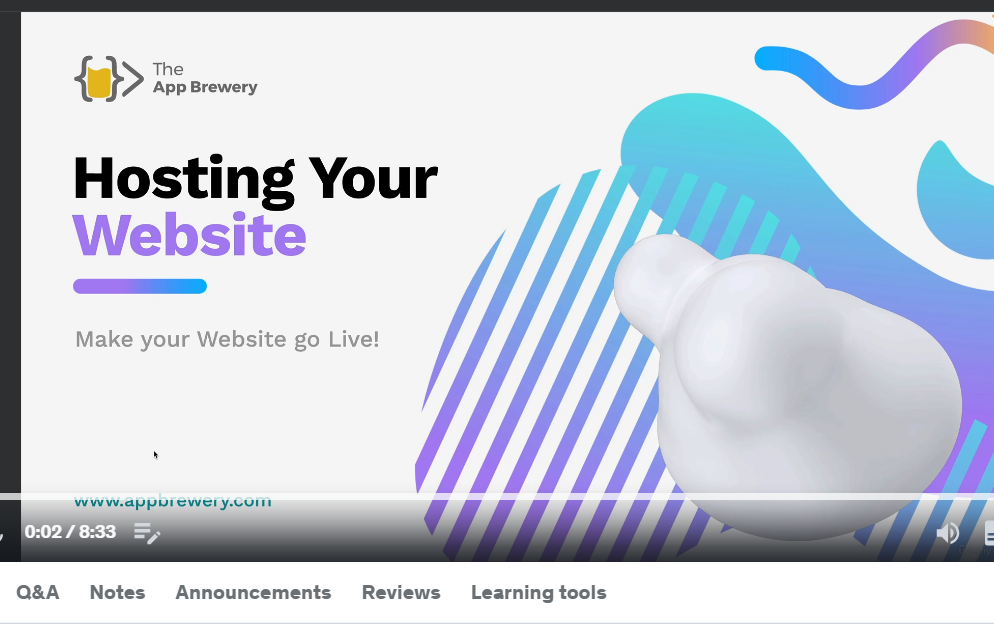 The
App Brewery
Hosting Your
Website
Make your Website go Live!
www.appbrewery.com
0:02 / 8:33
Q&A Notes Announcements Reviews Learning tools